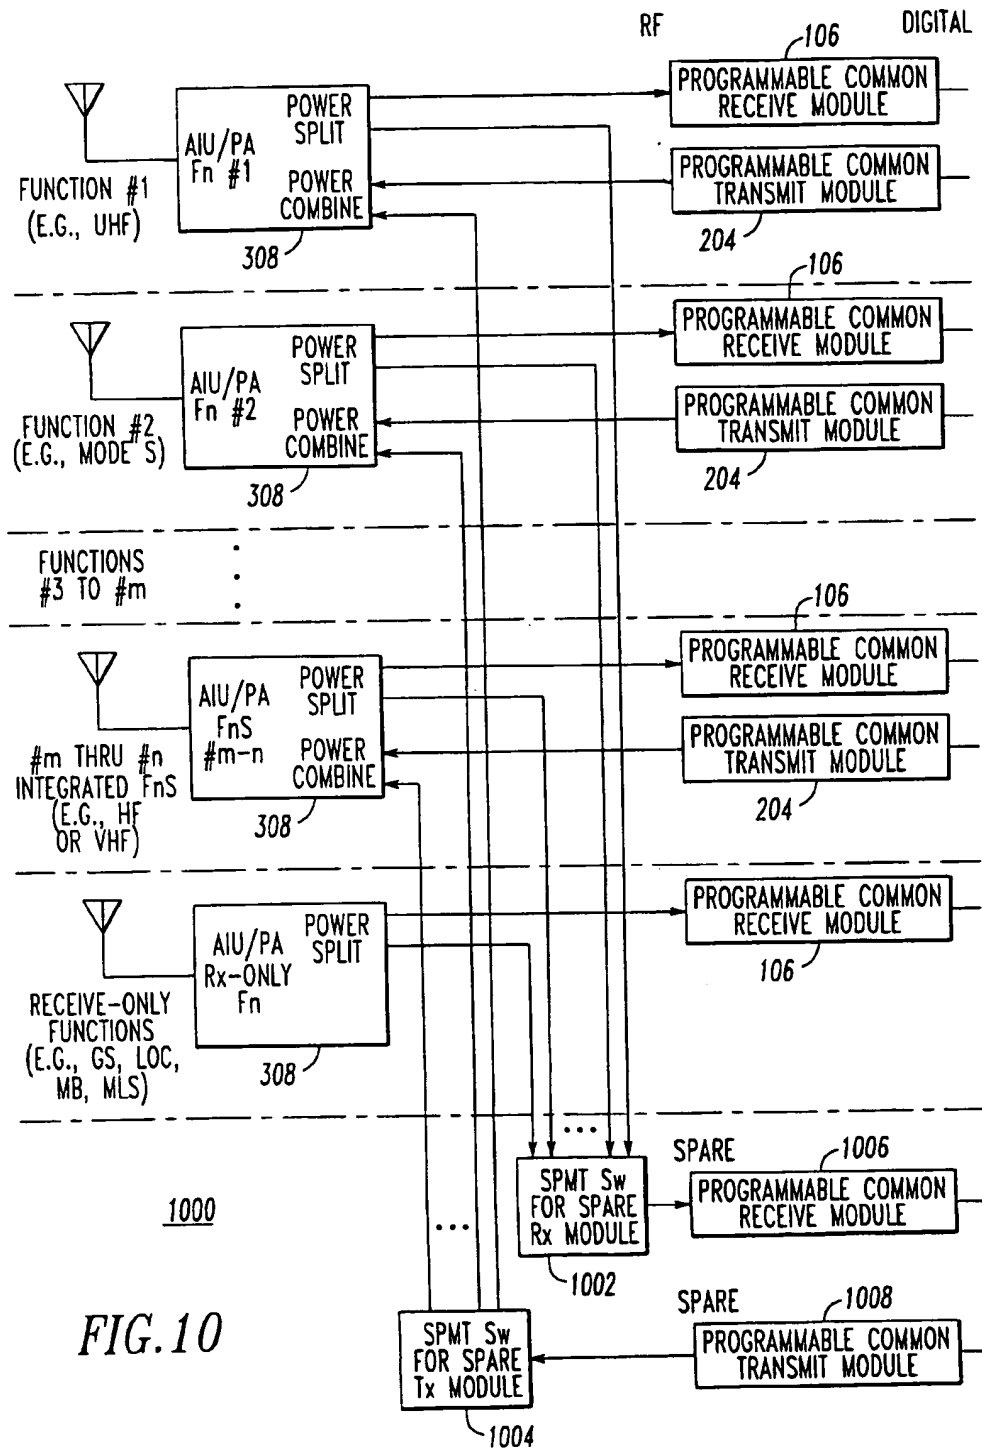 RF
DIGITAL
106
PROGRAMMABLE COMMON
RECEIVE MODULE
POWER
SPLIT
AIU/PA
Fn #1
POWER
COMBINE
308
FUNCTION #1
(E.G., UHF)
PROGRAMMABLE COMMON
TRANSMIT MODULE
204
106
PROGRAMMABLE COMMON
RECEIVE MODULE
POWER
SPLIT
AIU/PA
Fn #2
POWER
COMBINE
308
FUNCTION #2
(E.G., MODE S)
PROGRAMMABLE COMMON
TRANSMIT MODULE
204
FUNCTIONS
#3 TO #m
106
PROGRAMMABLE COMMON
RECEIVE MODULE
POWER
SPLIT
AIU/PA
FnS
#m-n
POWER
COMBINE
308
#m THRU #n
INTEGRATED FnS
(E.G., HF
OR VHF)
PROGRAMMABLE COMMON
TRANSMIT MODULE
204
PROGRAMMABLE COMMON
RECEIVE MODULE
106
POWER
SPLIT
AIU/PA
Rx-ONLY
Fn
308
RECEIVE-ONLY
FUNCTIONS
(E.G., GS, LOC,
MB, MLS)
SPARE
1006
PROGRAMMABLE COMMON
RECEIVE MODULE
SPMT Sw
FOR SPARE
Rx MODULE
1002
1000
SPARE
1008
PROGRAMMABLE COMMON
TRANSMIT MODULE
SPMT Sw
FOR SPARE
Tx MODULE
1004
FIG.10